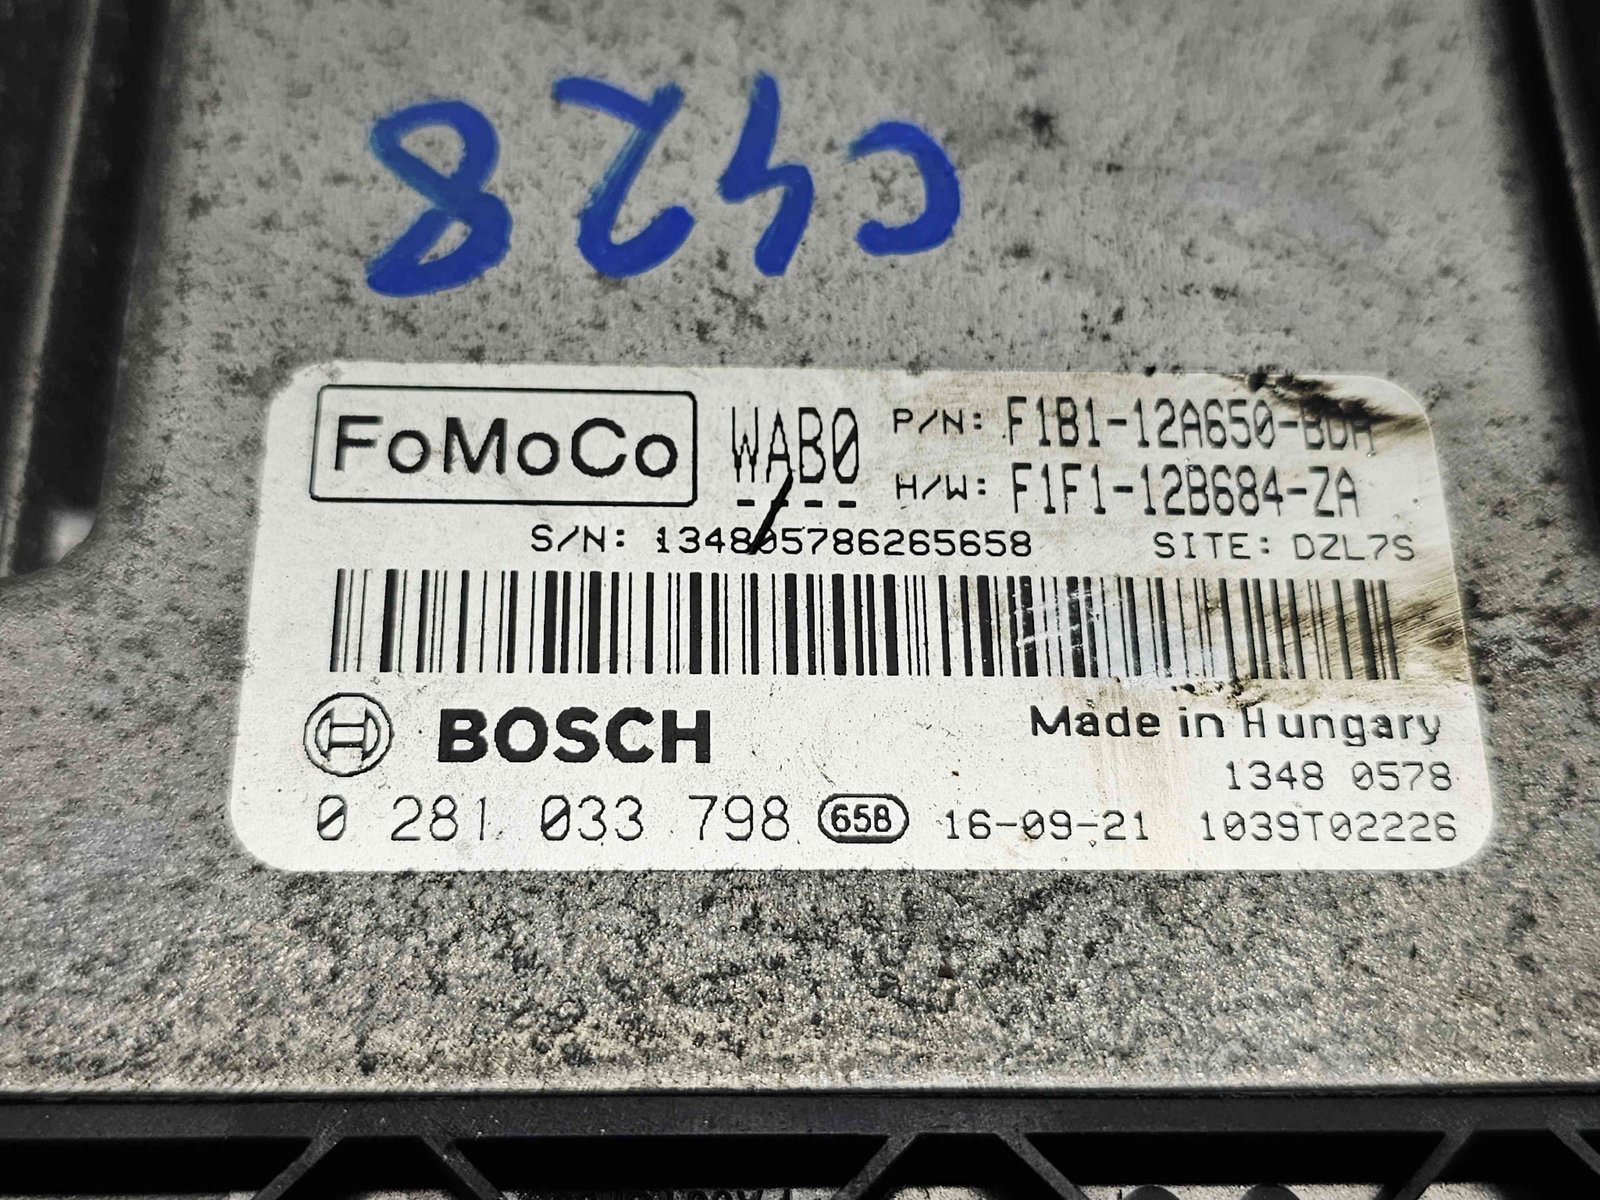 C428
FoMoCo WAB0 P/N: F1B1-12A650-BDA
---- H/W: F1F1-12B684-ZA
S/N: 134805786265658 SITE: DZL7S
BOSCH Made in Hungary
1348 0578
0 281 033 798 658 16-09-21 1039T02226